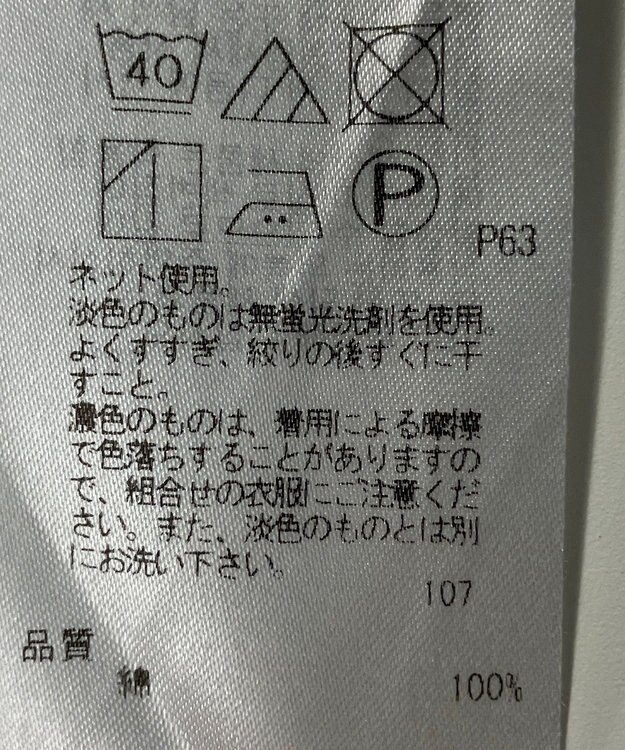 40
P
P63
ネット使用。
淡色のものは無蛍光洗剤を使用。
よくすすぎ、絞りの後すぐに干
すこと。
濃色のものは、着用による摩擦
で色落ちすることがありますの
で、組合せの衣服にご注意くだ
さい。また、淡色のものとは別
にお洗い下さい。
107
品質
綿 100%